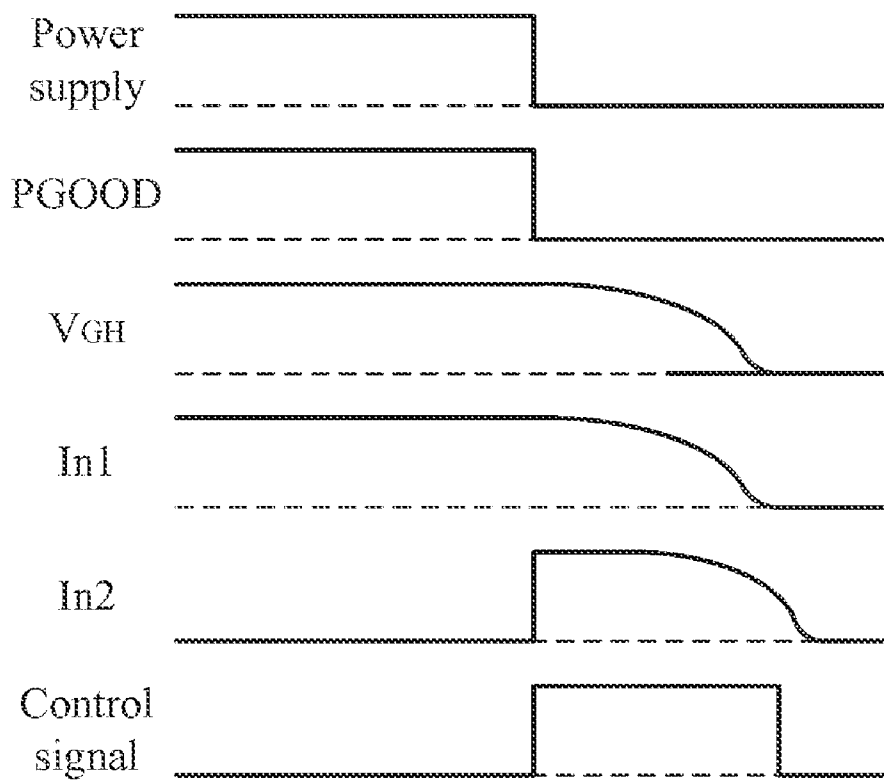 Power
supply
PGOOD
VGH
In1
In2
Control
signal